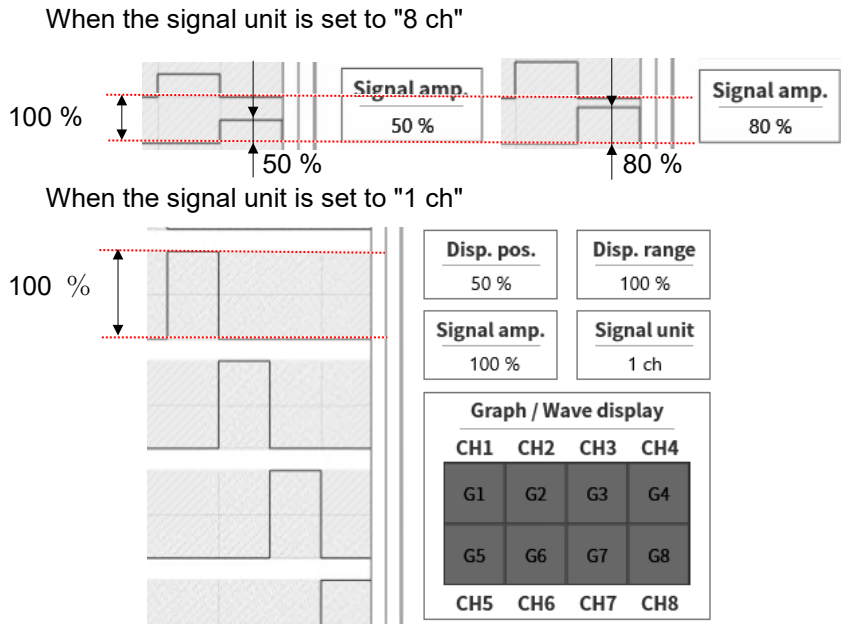 When the signal unit is set to "8 ch"
100 %
50 %
Signal amp.
50 %
80 %
Signal amp.
80 %
When the signal unit is set to "1 ch"
100 %
Disp. pos.
50 %
Disp. range
100 %
Signal amp.
100 %
Signal unit
1 ch
Graph / Wave display
CH1 CH2 CH3 CH4
G1 G2 G3 G4
G5 G6 G7 G8
CH5 CH6 CH7 CH8